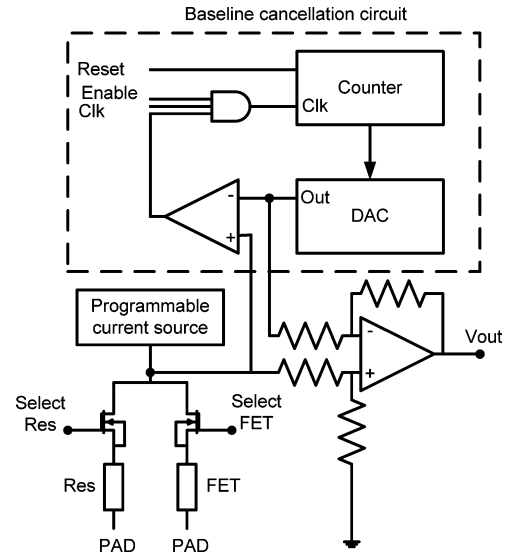 Baseline cancellation circuit
Reset
Enable
Clk
Counter
Clk
Out
DAC
-
+
Programmable
current source
-
+
Vout
Select
Res
Select
FET
Res
FET
PAD
PAD